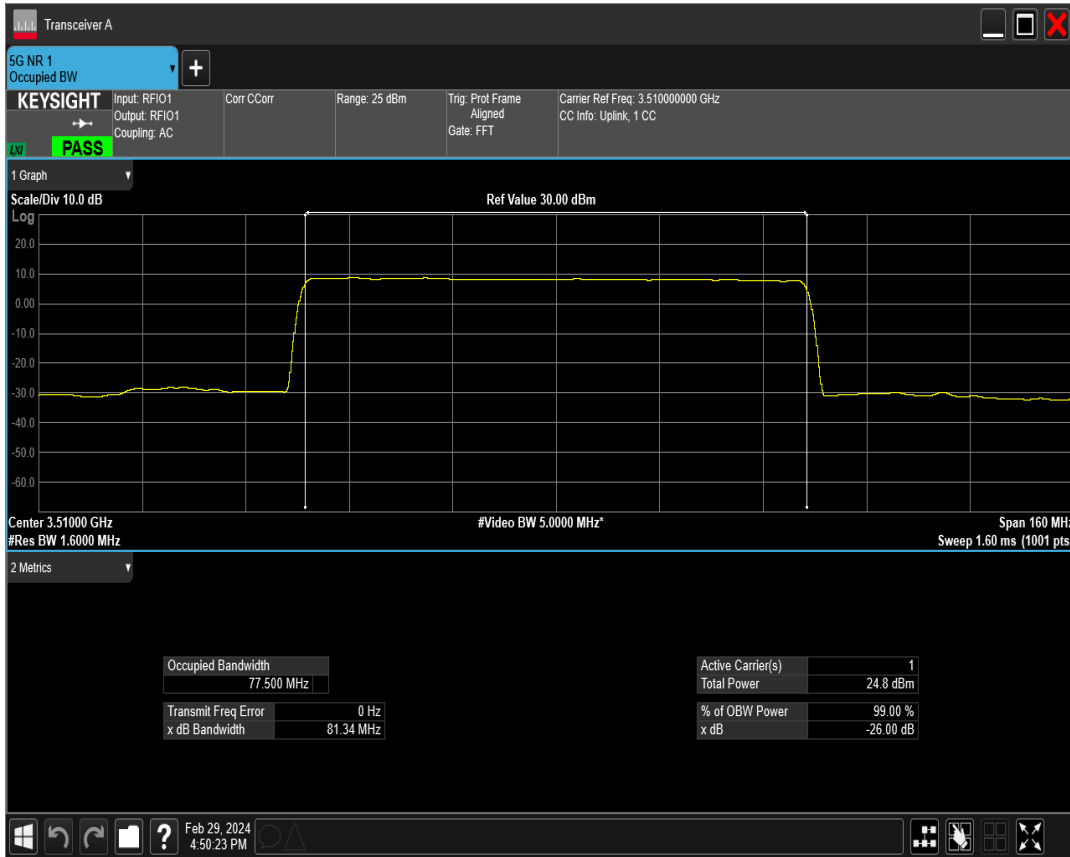 Transceiver A
5G NR 1
Occupied BW
KEYSIGHT
LXI
PASS
Input: RFIO1
Output: RFIO1
Coupling: AC
Corr CCorr
Range: 25 dBm
Trig: Prot Frame
Aligned
Gate: FFT
Carrier Ref Freq: 3.510000000 GHz
CC Info: Uplink, 1 CC
1 Graph
Scale/Div 10.0 dB
Ref Value 30.00 dBm
Log
20.0
10.0
0.00
-10.0
-20.0
-30.0
-40.0
-50.0
-60.0
Center 3.51000 GHz
#Video BW 5.0000 MHz*
Span 160 MHz
#Res BW 1.6000 MHz
Sweep 1.60 ms (1001 pts
2 Metrics
Occupied Bandwidth
77.500 MHz
Transmit Freq Error 0 Hz
x dB Bandwidth 81.34 MHz
Active Carrier(s) 1
Total Power 24.8 dBm
% of OBW Power 99.00 %
x dB -26.00 dB
?
Feb 29, 2024
4:50:23 PM